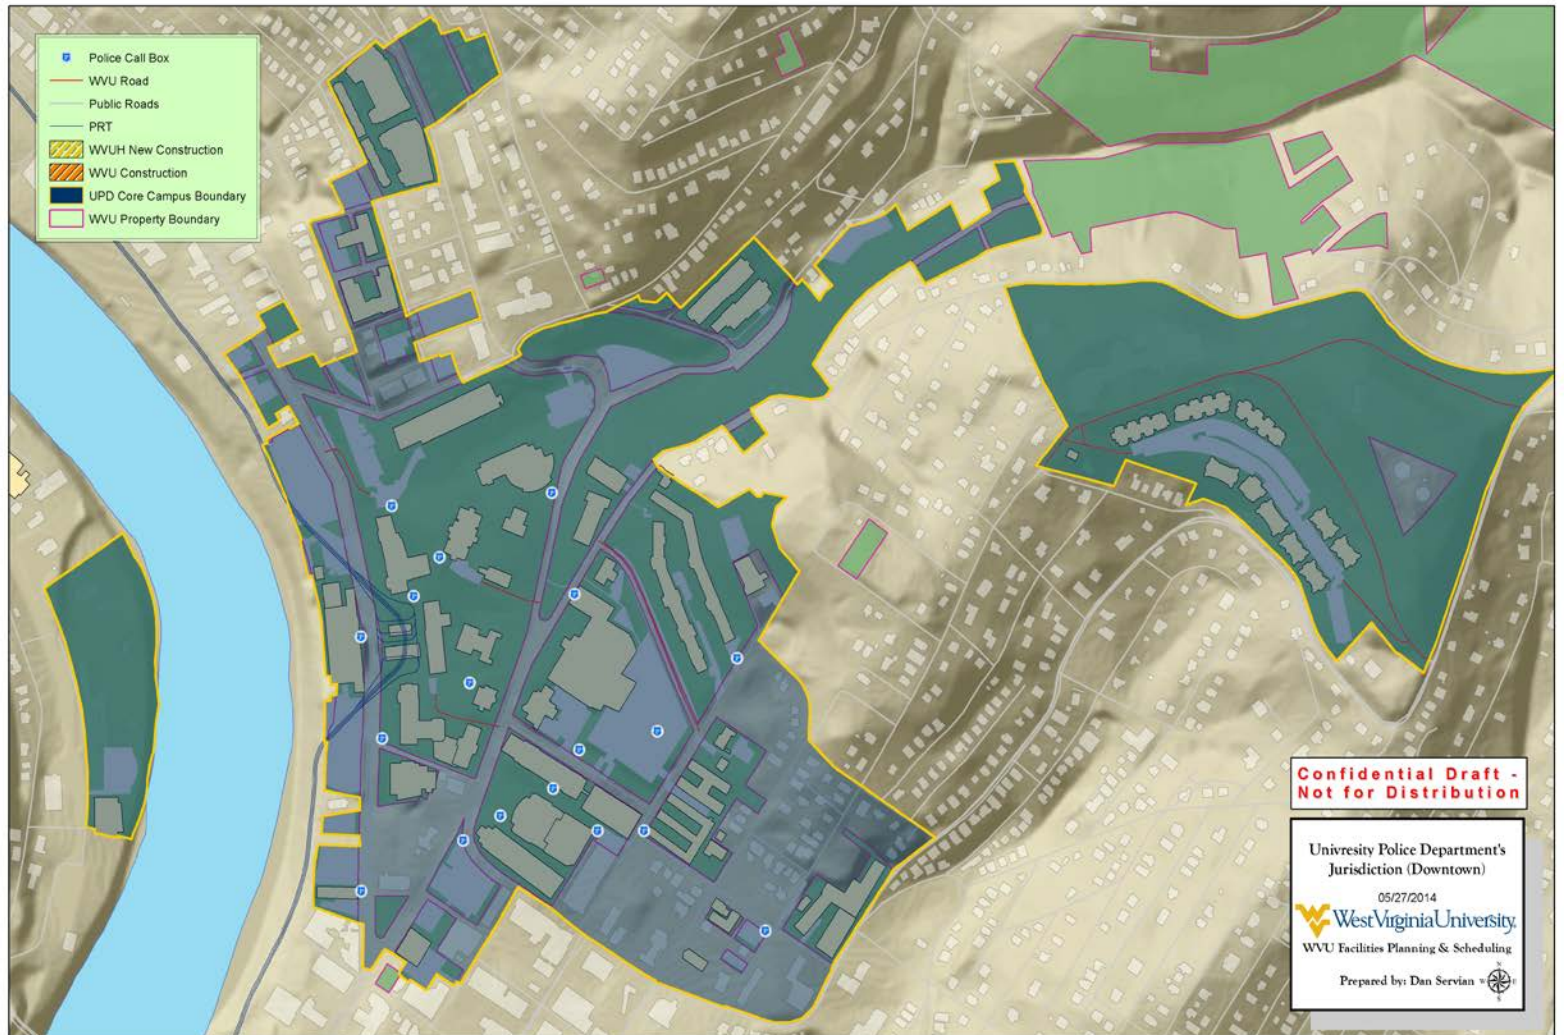 Police Call Box
WVU Road
Public Roads
PRT
WVUH New Construction
WVU Construction
UPD Core Campus Boundary
WVU Property Boundary
Confidential Draft -
Not for Distribution
Univresity Police Department's
Jurisdiction (Downtown)
05/27/2014
WestVirginiaUniversity.
WVU Facilities Planning & Scheduling
Prepared by: Dan Servian
N
W
E
S